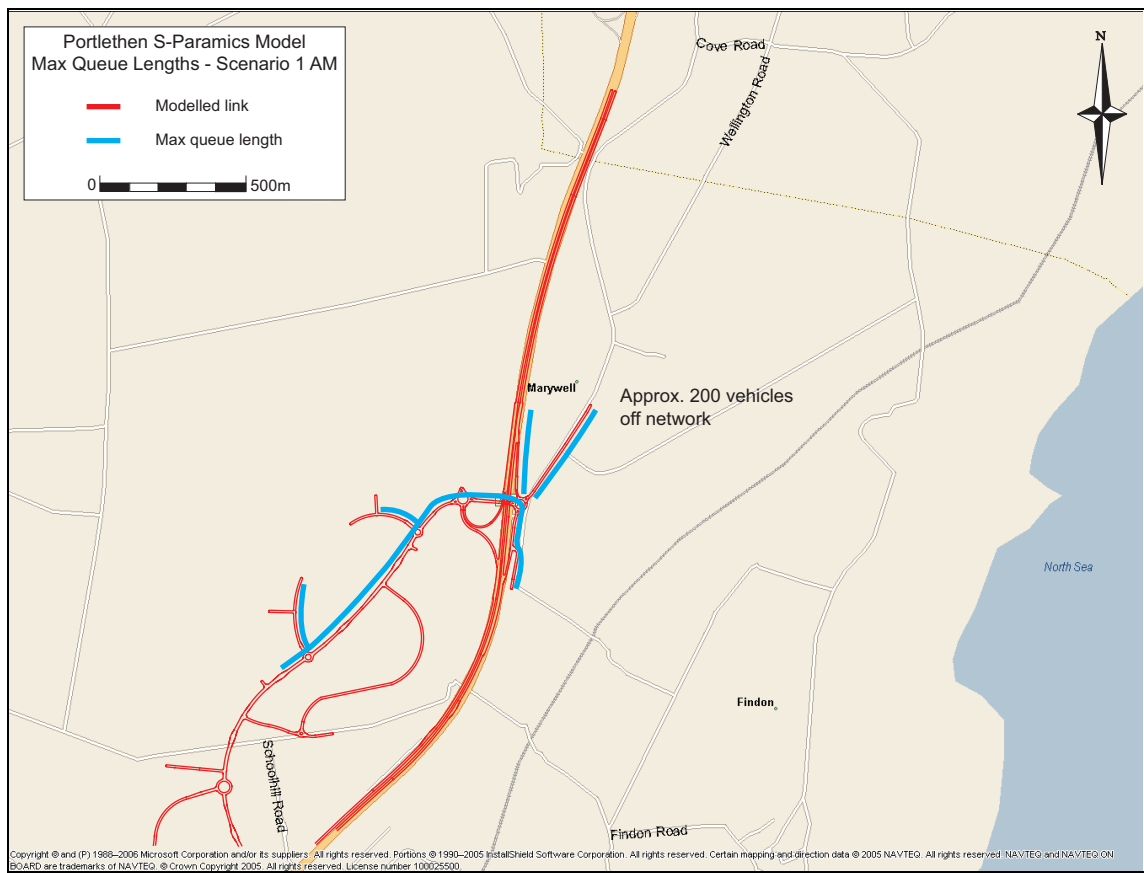 Portlethen S-Paramics Model
Max Queue Lengths - Scenario 1 AM
Modelled link
Max queue length
0 500m
N
Cove Road
Wellington Road
Marywell
Approx. 200 vehicles
off network
North Sea
Findon
Schoolhill Road
Findon Road
Copyright © and (P) 1988–2006 Microsoft Corporation and/or its suppliers. All rights reserved. Portions © 1990–2005 InstallShield Software Corporation. All rights reserved. Certain mapping and direction data © 2005 NAVTEQ. All rights reserved. NAVTEQ and NAVTEQ ON
BOARD are trademarks of NAVTEQ. © Crown Copyright 2005. All rights reserved. License number 100025500.